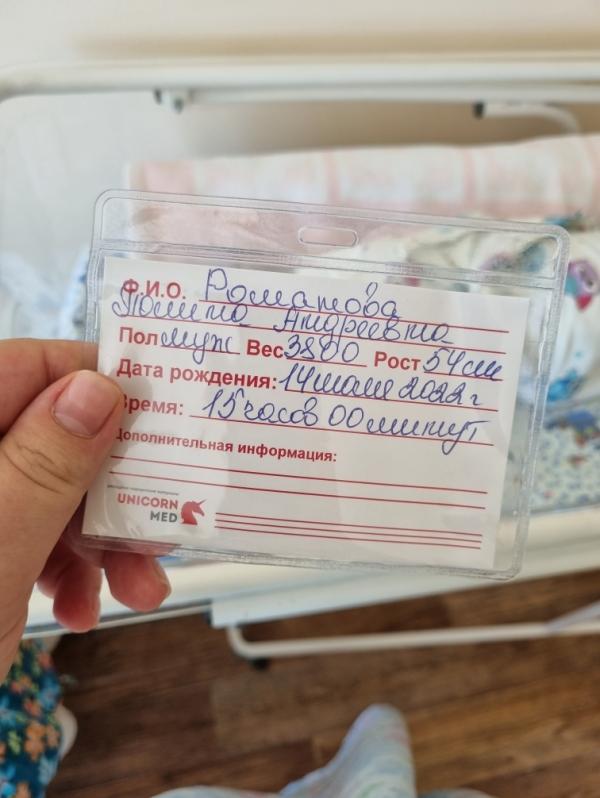 Ф.И.О. Романова
Полина Андреевна
Пол муж Вес 3800 Рост 54 см
Дата рождения: 14 мая 2022 г
Время: 15 часов 00 минут
Дополнительная информация:
UNICORN
MED